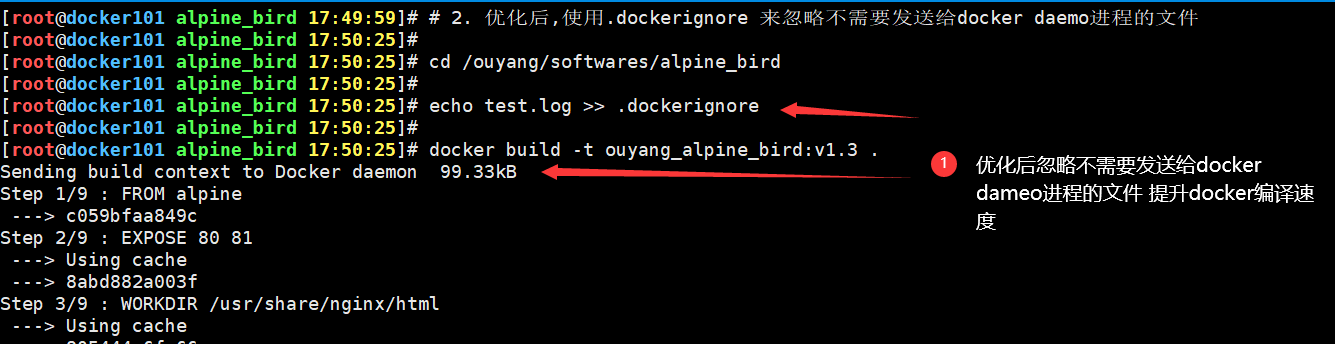 [root@docker101 alpine_bird 17:49:59]# # 2. 优化后,使用.dockerignore 来忽略不需要发送给docker daemo进程的文件
[root@docker101 alpine_bird 17:50:25]#
[root@docker101 alpine_bird 17:50:25]# cd /ouyang/softwares/alpine_bird
[root@docker101 alpine_bird 17:50:25]#
[root@docker101 alpine_bird 17:50:25]# echo test.log >> .dockerignore
[root@docker101 alpine_bird 17:50:25]#
[root@docker101 alpine_bird 17:50:25]# docker build -t ouyang_alpine_bird:v1.3 .
Sending build context to Docker daemon  99.33kB
Step 1/9 : FROM alpine
 ---> c059bfaa849c
Step 2/9 : EXPOSE 80 81
 ---> Using cache
 ---> 8abd882a003f
Step 3/9 : WORKDIR /usr/share/nginx/html
 ---> Using cache
1
优化后忽略不需要发送给docker
dameo进程的文件 提升docker编译速
度